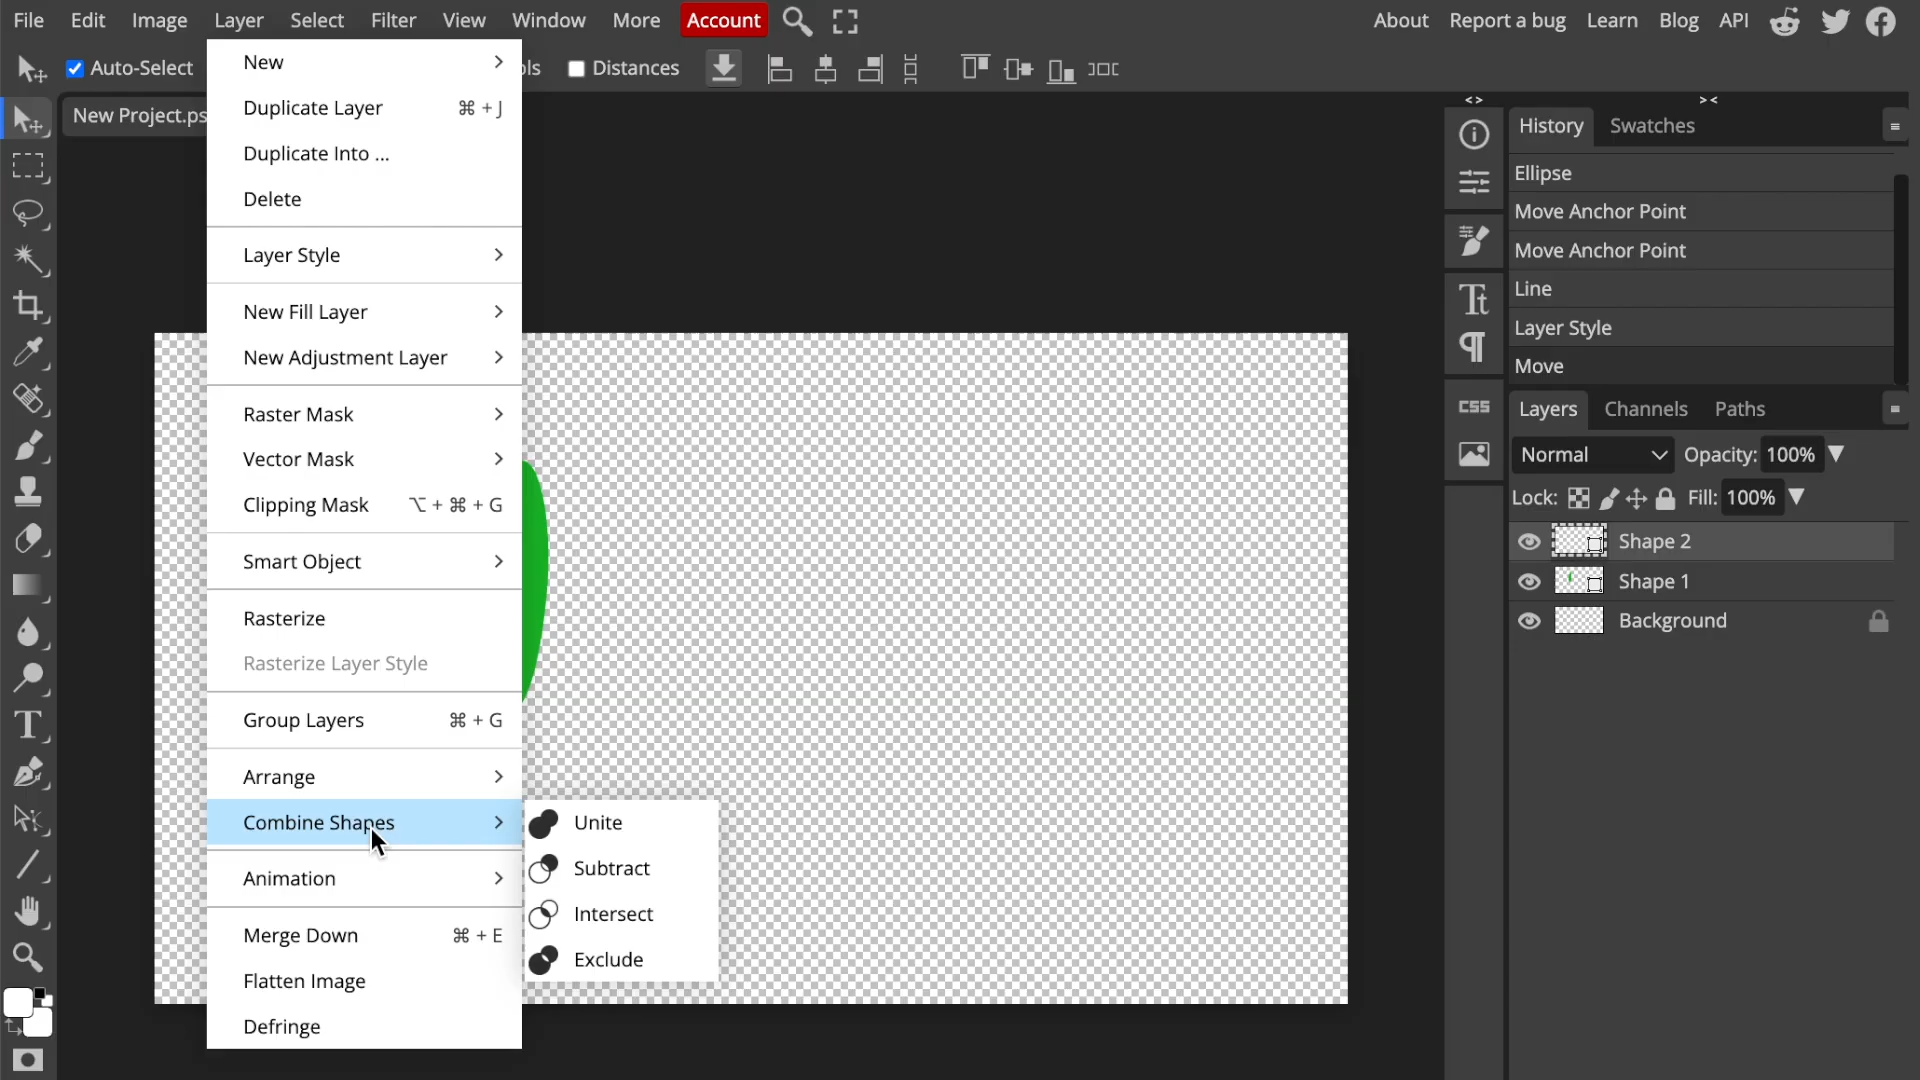 File Edit Image Layer Select Filter View Window More Account About Report a bug Learn Blog API
Auto-Select Distances
New Project.ps
New
Duplicate Layer ⌘ + J
Duplicate Into ...
Delete
Layer Style
New Fill Layer
New Adjustment Layer
Raster Mask
Vector Mask
Clipping Mask ⌥ + ⌘ + G
Smart Object
Rasterize
Rasterize Layer Style
Group Layers ⌘ + G
Arrange
Combine Shapes
Animation
Merge Down ⌘ + E
Flatten Image
Defringe
Unite
Subtract
Intersect
Exclude
<> ><
CSS
History Swatches
Ellipse
Move Anchor Point
Move Anchor Point
Line
Layer Style
Move
Layers Channels Paths
Normal Opacity: 100%
Lock: Fill: 100%
Shape 2
Shape 1
Background